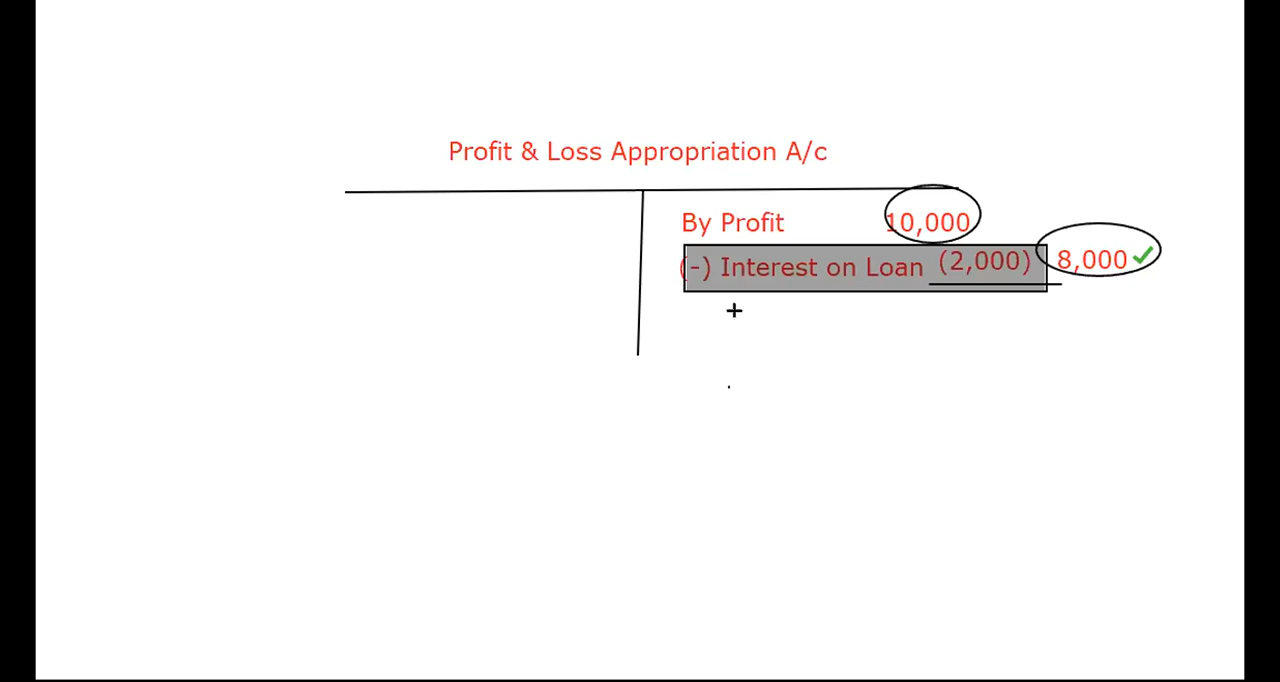 Profit & Loss Appropriation A/c
By Profit 10,000
(-) Interest on Loan (2,000) 8,000